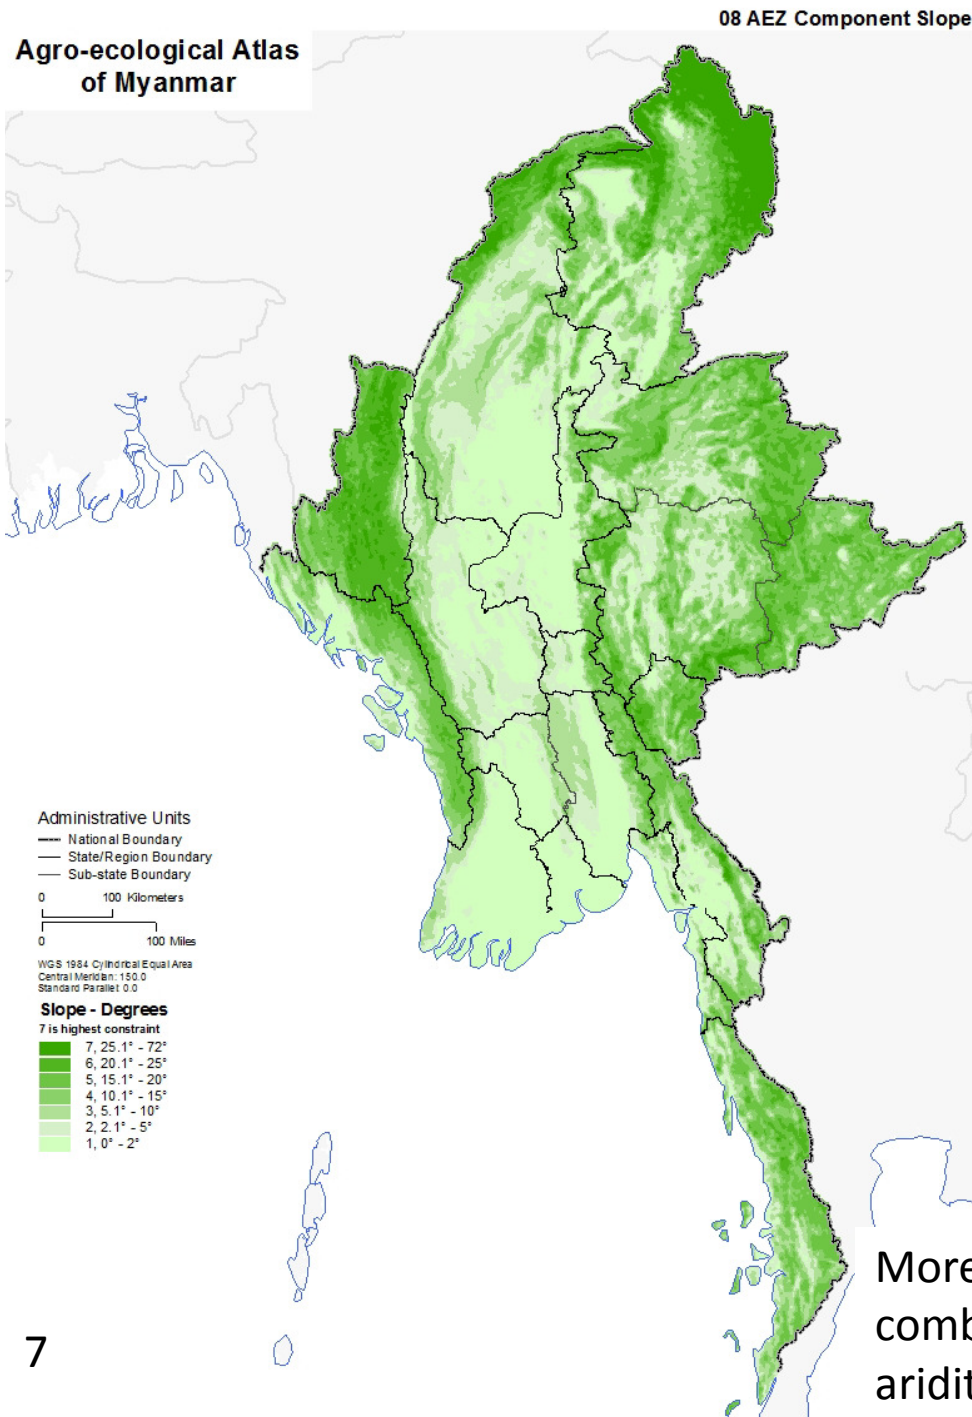 08 AEZ Component Slope
Agro-ecological Atlas
of Myanmar
Administrative Units
National Boundary
State/Region Boundary
Sub-state Boundary
0 100 Kilometers
0 100 Miles
WGS 1984 Cylindrical Equal Area
Central Meridian: 150.0
Standard Parallel: 0.0
Slope - Degrees
7 is highest constraint
7, 25.1° - 72°
6, 20.1° - 25°
5, 15.1° - 20°
4, 10.1° - 15°
3, 5.1° - 10°
2, 2.1° - 5°
1, 0° - 2°
More
comb
aridit
7